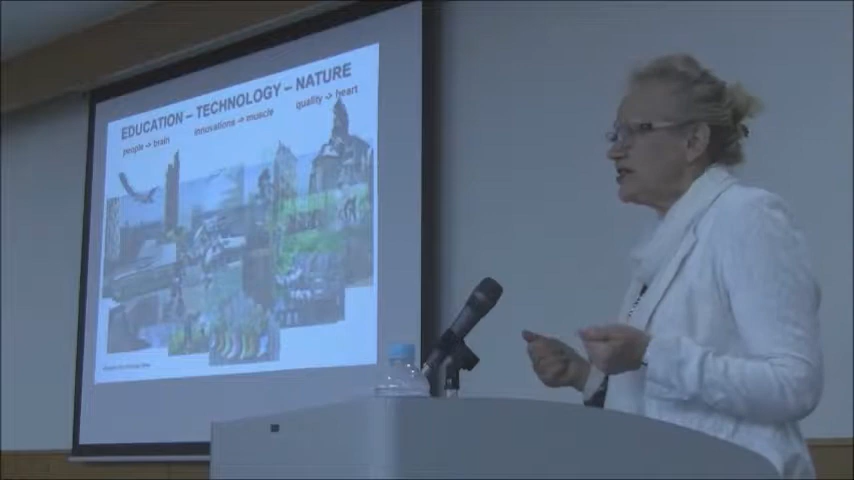 EDUCATION – TECHNOLOGY – NATURE
people -> brain innovations -> muscle quality -> heart